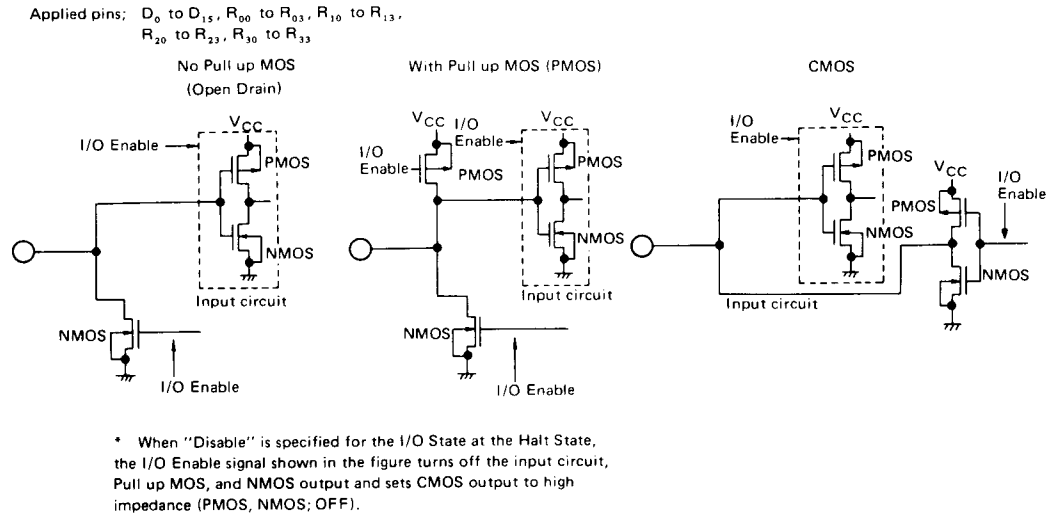 Applied pins; D₀ to D₁₅, R₀₀ to R₀₃, R₁₀ to R₁₃,
R₂₀ to R₂₃, R₃₀ to R₃₃
No Pull up MOS
(Open Drain)
VCC
I/O Enable
PMOS
NMOS
Input circuit
NMOS
I/O Enable
With Pull up MOS (PMOS)
VCC
I/O
Enable
PMOS
VCC
I/O
Enable
PMOS
NMOS
Input circuit
NMOS
I/O Enable
CMOS
I/O
Enable
VCC
PMOS
NMOS
Input circuit
VCC
PMOS
I/O
Enable
NMOS
* When "Disable" is specified for the I/O State at the Halt State,
the I/O Enable signal shown in the figure turns off the input circuit,
Pull up MOS, and NMOS output and sets CMOS output to high
impedance (PMOS, NMOS; OFF).